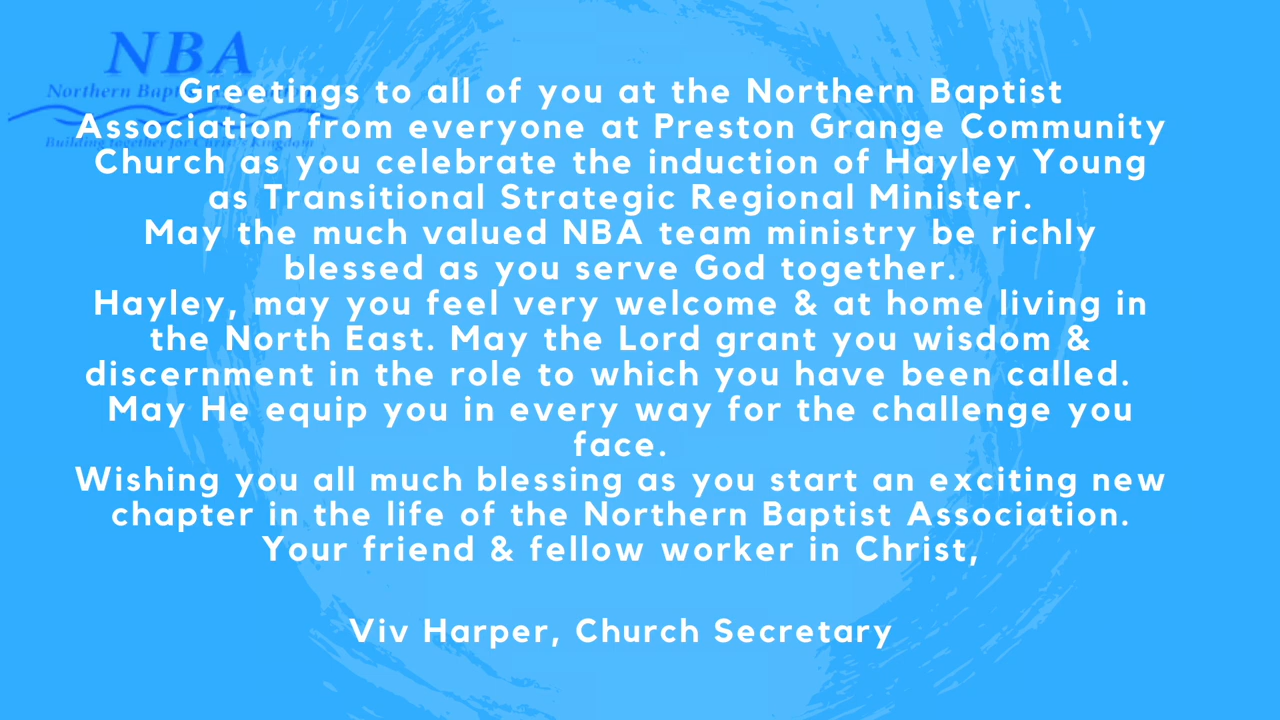 NBA
Northern Bapt
Building together for Christ's Kingdom
Greetings to all of you at the Northern Baptist
Association from everyone at Preston Grange Community
Church as you celebrate the induction of Hayley Young
as Transitional Strategic Regional Minister.
May the much valued NBA team ministry be richly
blessed as you serve God together.
Hayley, may you feel very welcome & at home living in
the North East. May the Lord grant you wisdom &
discernment in the role to which you have been called.
May He equip you in every way for the challenge you
face.
Wishing you all much blessing as you start an exciting new
chapter in the life of the Northern Baptist Association.
Your friend & fellow worker in Christ,
Viv Harper, Church Secretary